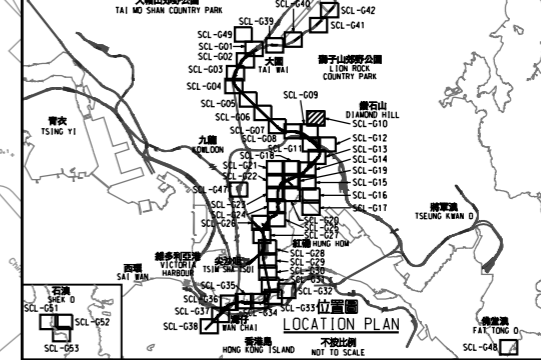 大帽山郊野公園
TAI MO SHAN COUNTRY PARK
SCL-G42
SCL-G40
SCL-G39
SCL-G41
SCL-G49
SCL-G01
SCL-G02
SCL-G03
SCL-G04
大圍
TAI WAI
獅子山郊野公園
LION ROCK
COUNTRY PARK
SCL-G05
SCL-G06
SCL-G07
SCL-G08
SCL-G09
鑽石山
DIAMOND HILL
SCL-G10
SCL-G11
SCL-G12
SCL-G13
SCL-G14
SCL-G19
SCL-G15
SCL-G16
SCL-G17
青衣
TSING YI
九龍
KOWLOON
SCL-G18
SCL-G21
SCL-G22
SCL-G47
SCL-G23
SCL-G24
SCL-G26
SCL-G20
SCL-G25
SCL-G27
將軍澳
TSEUNG KWAN O
紅磡 HUNG HOM
SCL-G28
SCL-G29
SCL-G30
維多利亞港
VICTORIA
HARBOUR
尖沙咀
TSIM SHA TSUI
西環
SAI WAN
SCL-G32
SCL-G33
SCL-G34
SCL-G35
SCL-G36
SCL-G37
SCL-G38
灣仔
WAN CHAI
石澳
SHEK O
SCL-G51
SCL-G52
SCL-G53
位置圖
LOCATION PLAN
香港島
HONG KONG ISLAND
不按比例
NOT TO SCALE
佛堂澳
FAT TONG O
SCL-G48